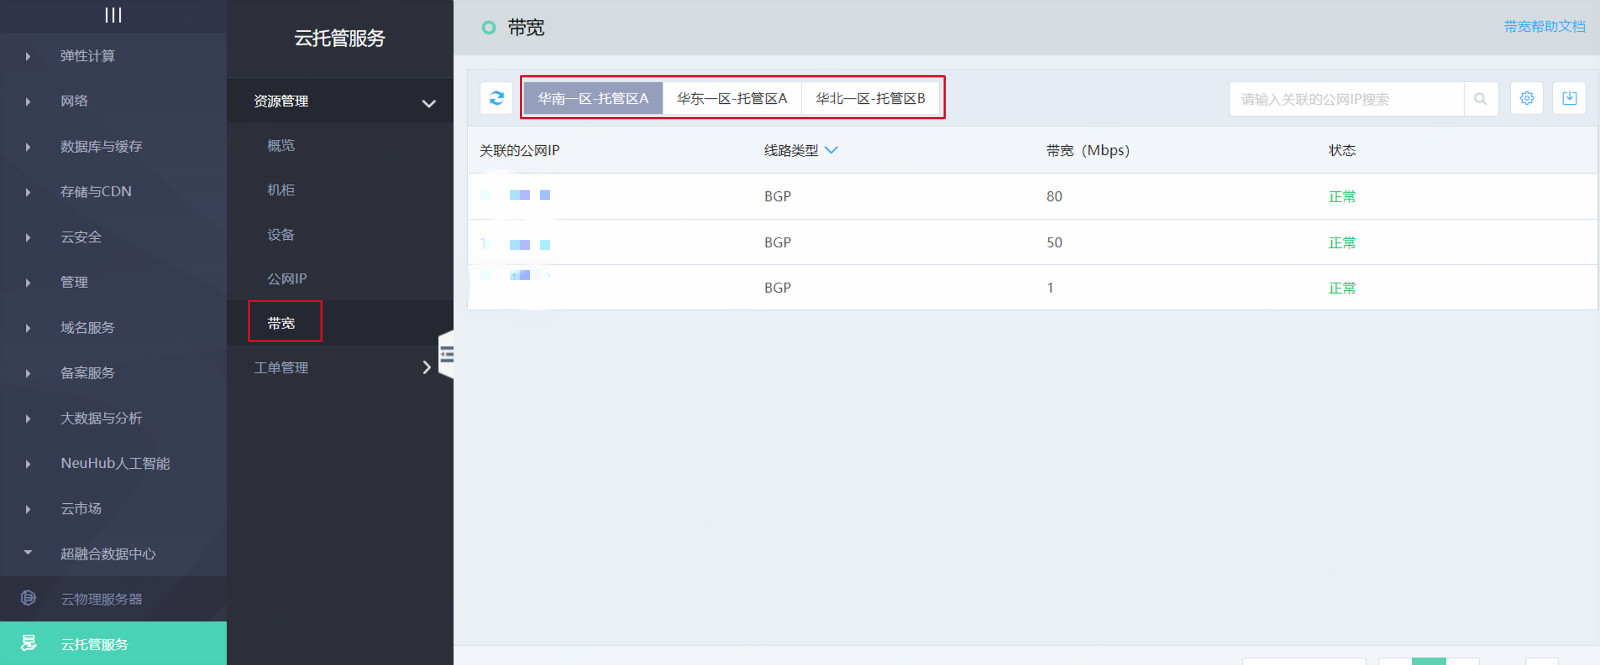 弹性计算
网络
数据库与缓存
存储与CDN
云安全
管理
域名服务
备案服务
大数据与分析
NeuHub人工智能
云市场
超融合数据中心
云物理服务器
云托管服务
云托管服务
资源管理
概览
机柜
设备
公网IP
带宽
工单管理
带宽
带宽帮助文档
华南一区-托管区A 华东一区-托管区A 华北一区-托管区B
请输入关联的公网IP搜索
关联的公网IP 线路类型 带宽（Mbps） 状态
BGP 80 正常
BGP 50 正常
BGP 1 正常